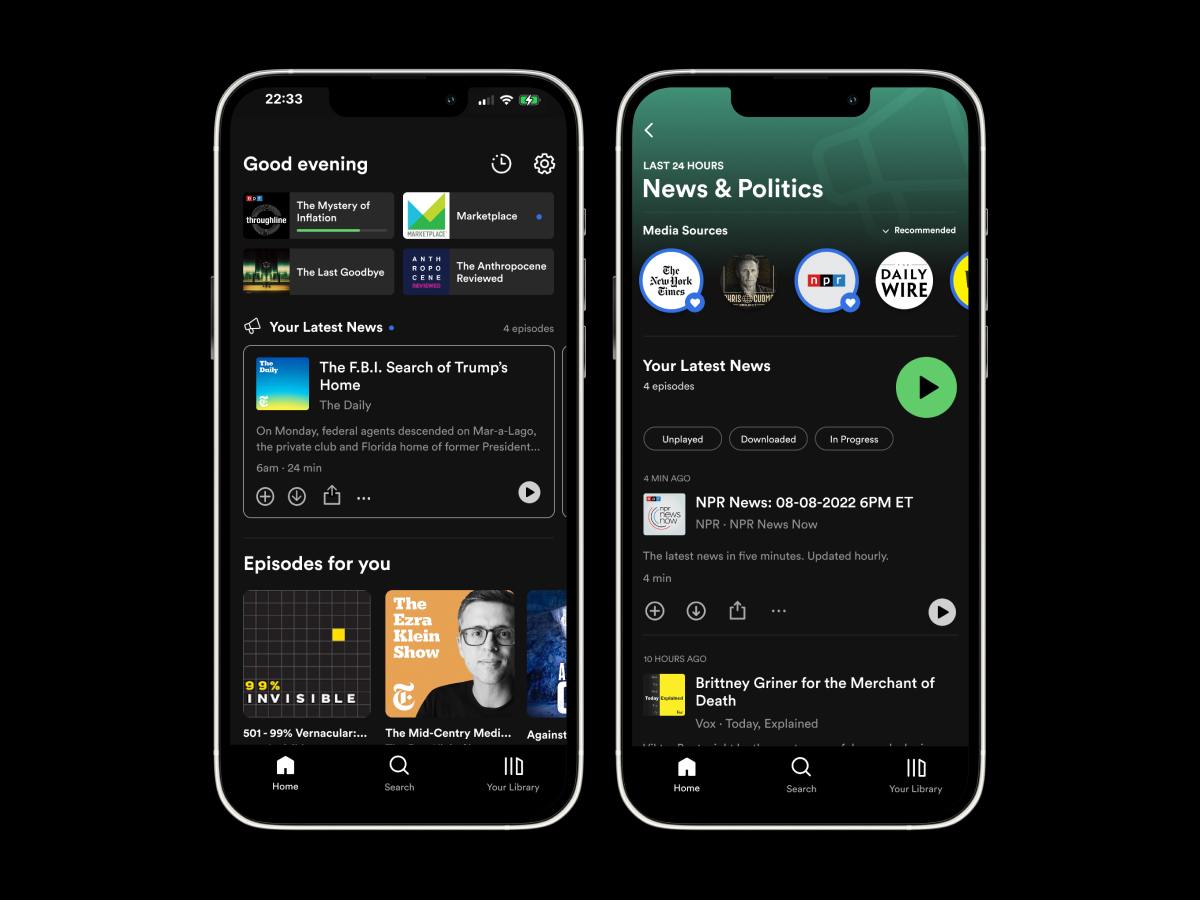 22:33
Good evening
npr
throughline
The Mystery of
Inflation
MARKETPLACE
Marketplace
The Last Goodbye
ANTH
ROPO
CENE
REVIEWED
The Anthropocene
Reviewed
Your Latest News
4 episodes
The
Daily
The F.B.I. Search of Trump's
Home
The Daily
On Monday, federal agents descended on Mar-a-Lago,
the private club and Florida home of former President...
6am · 24 min
Episodes for you
99%
INVISIBLE
The
Ezra
Klein
Show
501 - 99% Vernacular:...
The Mid-Centry Medi...
Against
Home
Search
Your Library
LAST 24 HOURS
News & Politics
Media Sources
Recommended
The
New York
Times
CHRIS CUOMO
npr
THE
DAILY
WIRE
Your Latest News
4 episodes
Unplayed
Downloaded
In Progress
4 MIN AGO
npr
npr
news
now
NPR News: 08-08-2022 6PM ET
NPR · NPR News Now
The latest news in five minutes. Updated hourly.
4 min
10 HOURS AGO
Today Explained
Brittney Griner for the Merchant of
Death
Vox · Today, Explained
Home
Search
Your Library